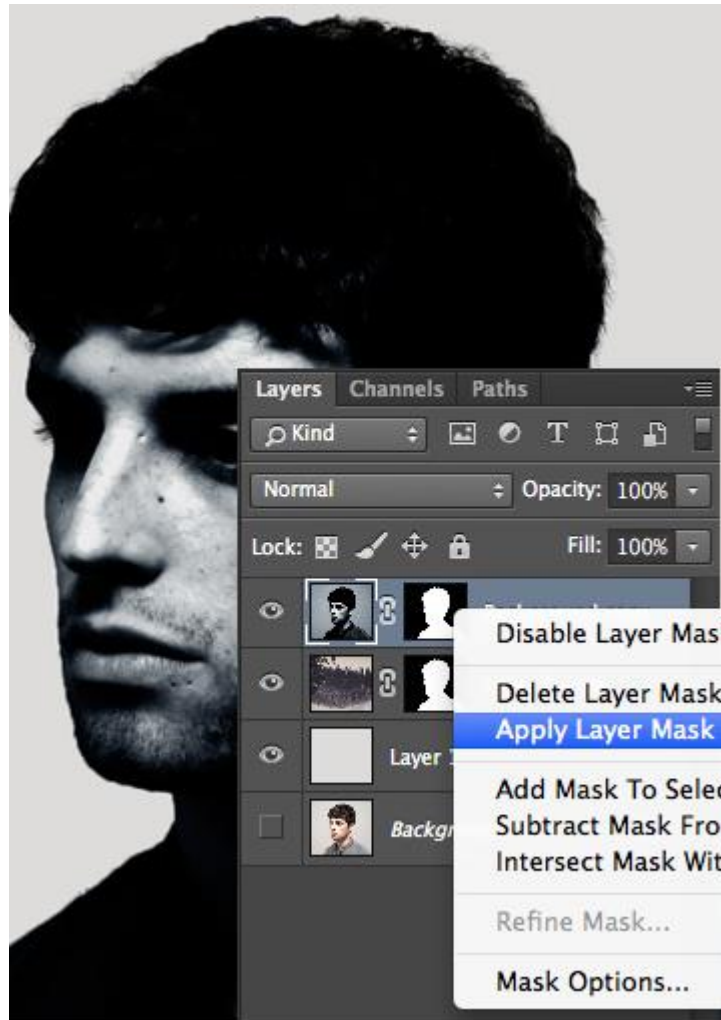 Layers Channels Paths
Kind
Normal Opacity: 100%
Lock: Fill: 100%
Disable Layer Mas
Delete Layer Mask
Apply Layer Mask
Layer
Add Mask To Selec
Subtract Mask Fro
Backgr
Intersect Mask Wit
Refine Mask...
Mask Options...